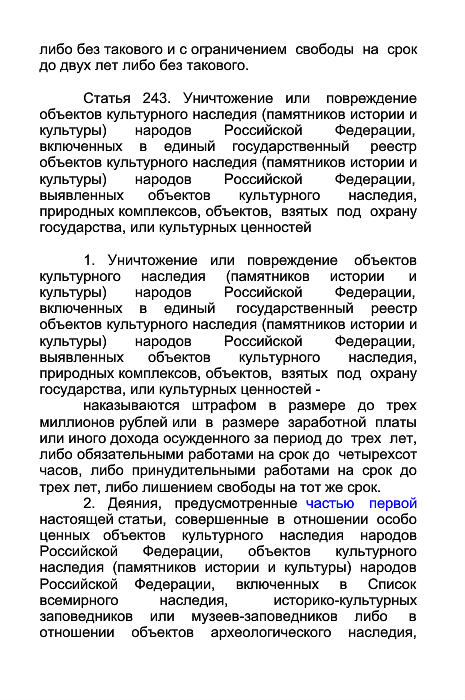 либо без такового и с ограничением свободы на срок
до двух лет либо без такового.
Статья 243. Уничтожение или повреждение
объектов культурного наследия (памятников истории и
культуры) народов Российской Федерации,
включенных в единый государственный реестр
объектов культурного наследия (памятников истории и
культуры) народов Российской Федерации,
выявленных объектов культурного наследия,
природных комплексов, объектов, взятых под охрану
государства, или культурных ценностей
1. Уничтожение или повреждение объектов
культурного наследия (памятников истории и
культуры) народов Российской Федерации,
включенных в единый государственный реестр
объектов культурного наследия (памятников истории и
культуры) народов Российской Федерации,
выявленных объектов культурного наследия,
природных комплексов, объектов, взятых под охрану
государства, или культурных ценностей -
наказываются штрафом в размере до трех
миллионов рублей или в размере заработной платы
или иного дохода осужденного за период до трех лет,
либо обязательными работами на срок до четырехсот
часов, либо принудительными работами на срок до
трех лет, либо лишением свободы на тот же срок.
2. Деяния, предусмотренные частью первой
настоящей статьи, совершенные в отношении особо
ценных объектов культурного наследия народов
Российской Федерации, объектов культурного
наследия (памятников истории и культуры) народов
Российской Федерации, включенных в Список
всемирного наследия, историко-культурных
заповедников или музеев-заповедников либо в
отношении объектов археологического наследия,